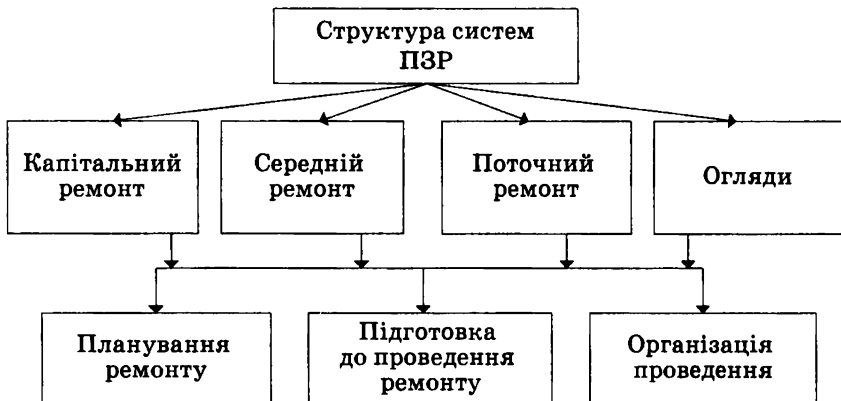 Структура систем
ПЗР
Капітальний
ремонт
Середній
ремонт
Поточний
ремонт
Огляди
Планування
ремонту
Підготовка
до проведення
ремонту
Організація
проведення